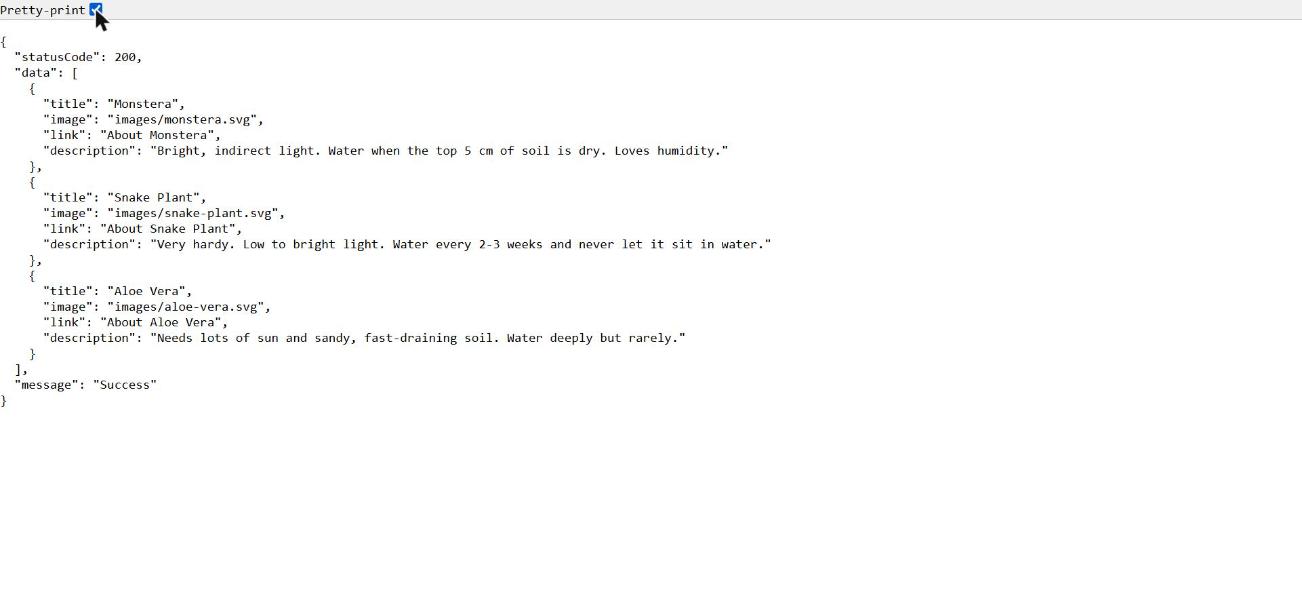 Pretty-print
{
  "statusCode": 200,
  "data": [
    {
      "title": "Monstera",
      "image": "images/monstera.svg",
      "link": "About Monstera",
      "description": "Bright, indirect light. Water when the top 5 cm of soil is dry. Loves humidity."
    },
    {
      "title": "Snake Plant",
      "image": "images/snake-plant.svg",
      "link": "About Snake Plant",
      "description": "Very hardy. Low to bright light. Water every 2-3 weeks and never let it sit in water."
    },
    {
      "title": "Aloe Vera",
      "image": "images/aloe-vera.svg",
      "link": "About Aloe Vera",
      "description": "Needs lots of sun and sandy, fast-draining soil. Water deeply but rarely."
    }
  ],
  "message": "Success"
}